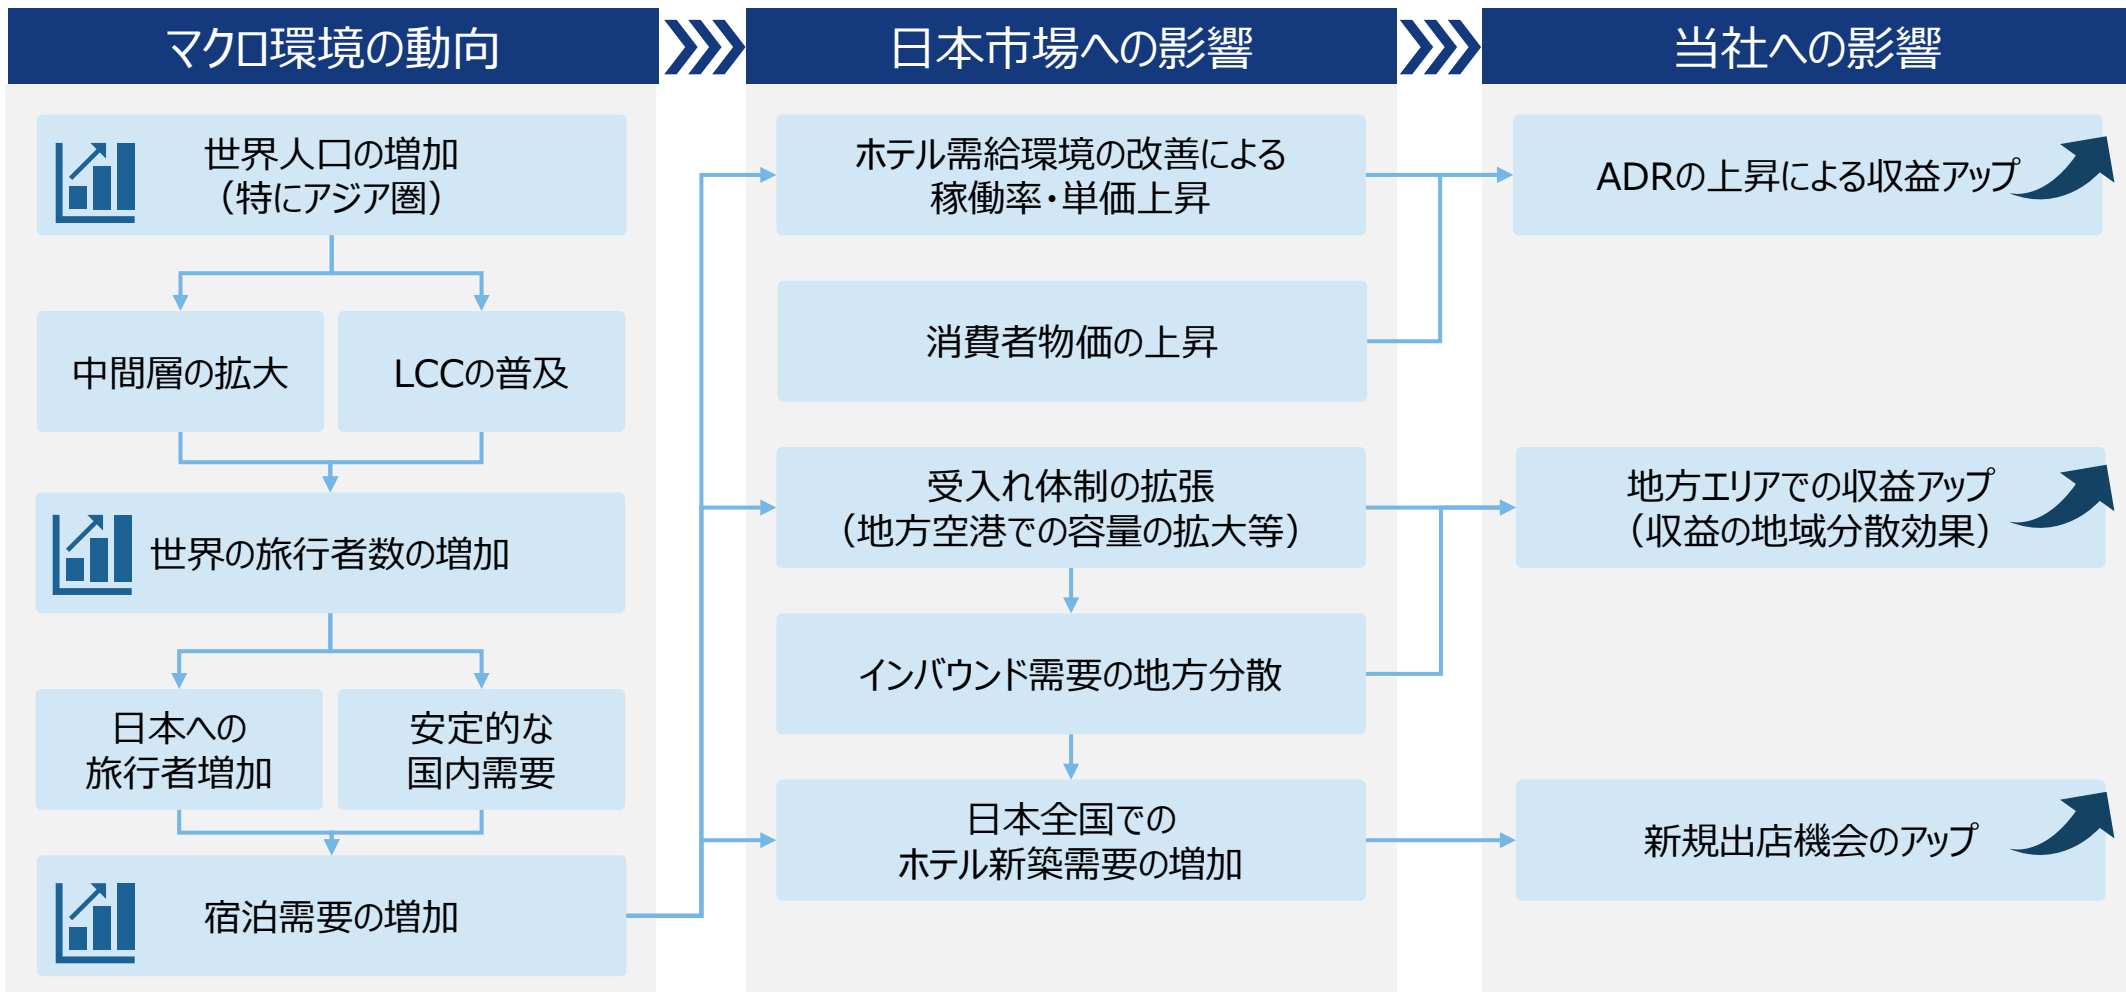 マクロ環境の動向
世界人口の増加
（特にアジア圏）
中間層の拡大
LCCの普及
世界の旅行者数の増加
日本への
旅行者増加
安定的な
国内需要
宿泊需要の増加
日本市場への影響
ホテル需給環境の改善による
稼働率・単価上昇
消費者物価の上昇
受入れ体制の拡張
（地方空港での容量の拡大等）
インバウンド需要の地方分散
日本全国での
ホテル新築需要の増加
当社への影響
ADRの上昇による収益アップ
地方エリアでの収益アップ
（収益の地域分散効果）
新規出店機会のアップ